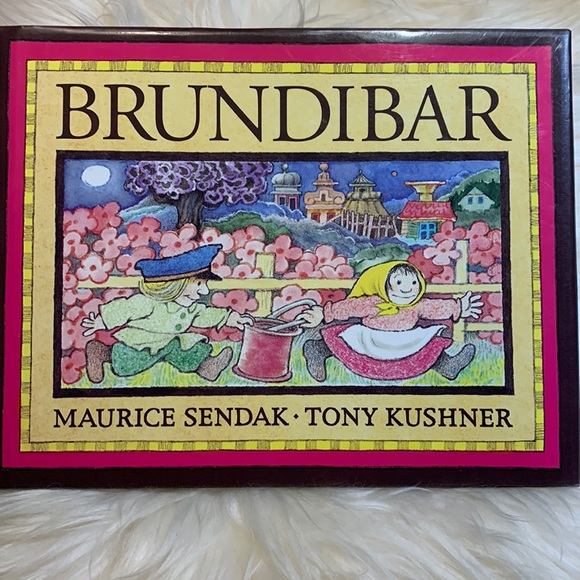 BRUNDIBAR
MAURICE SENDAK · TONY KUSHNER